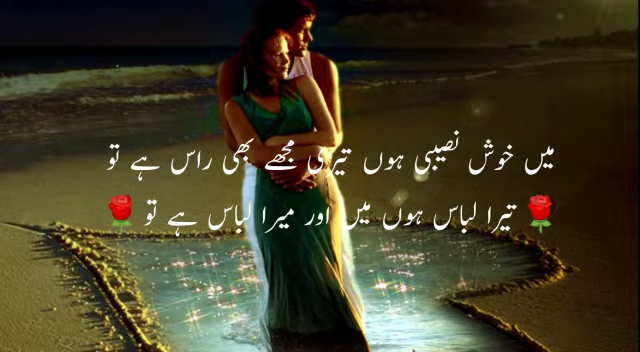 میں خوش نصیبی ہوں تیری مجھے بھی راس ہے تو
🌹 تیرا لباس ہوں میں اور میرا لباس ہے تو 🌹